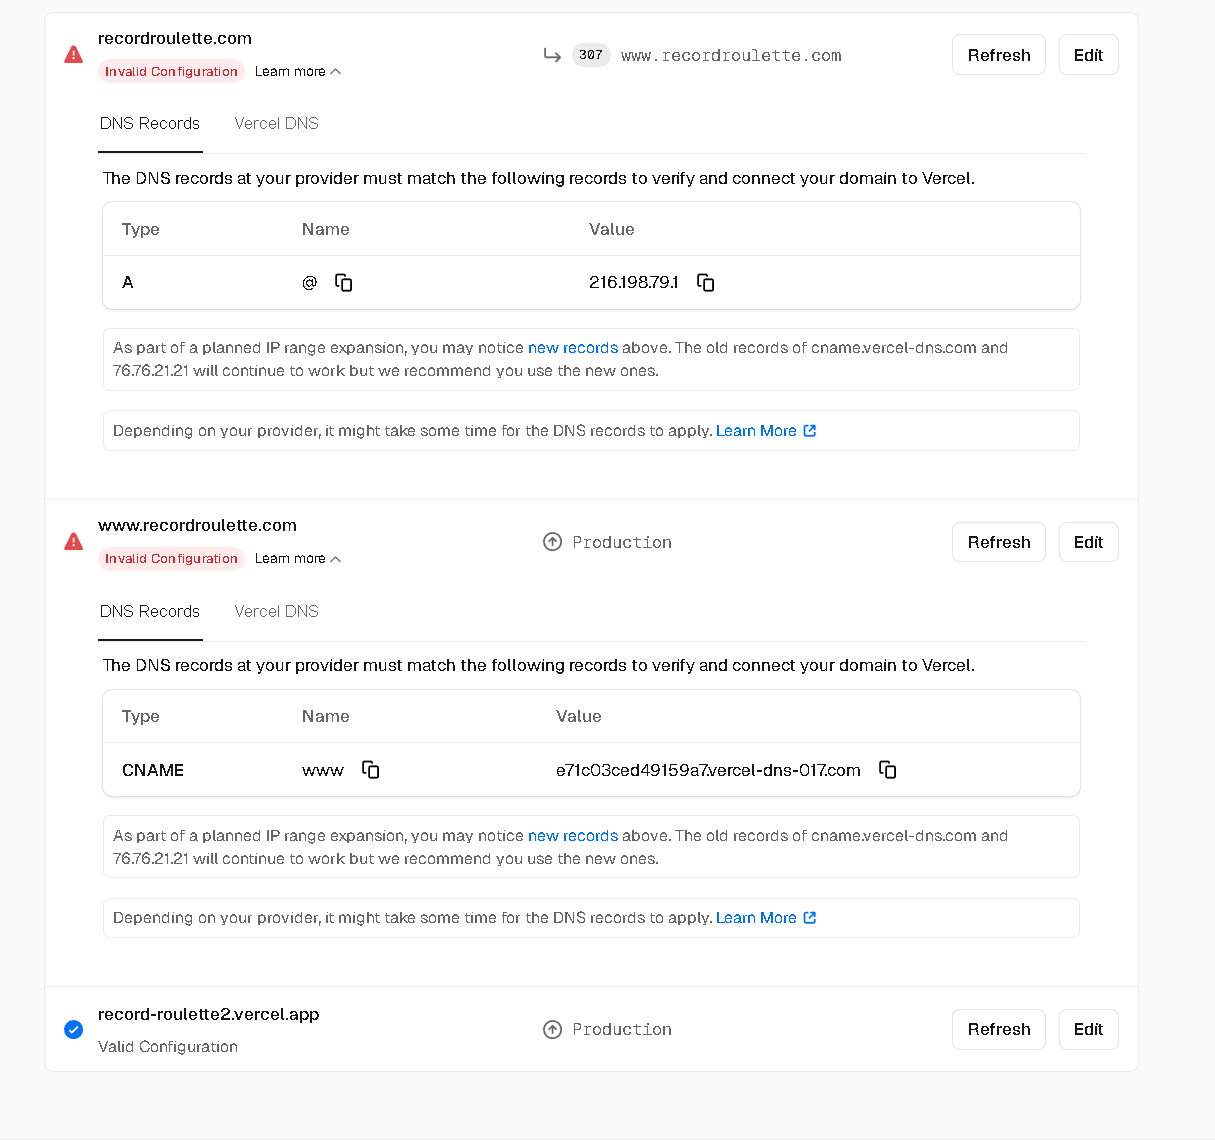 recordroulette.com
Invalid Configuration Learn more
307 www.recordroulette.com
Refresh Edit
DNS Records Vercel DNS
The DNS records at your provider must match the following records to verify and connect your domain to Vercel.
Type Name Value
A @ 216.198.79.1
As part of a planned IP range expansion, you may notice new records above. The old records of cname.vercel-dns.com and
76.76.21.21 will continue to work but we recommend you use the new ones.
Depending on your provider, it might take some time for the DNS records to apply. Learn More
www.recordroulette.com
Invalid Configuration Learn more
Production
Refresh Edit
DNS Records Vercel DNS
The DNS records at your provider must match the following records to verify and connect your domain to Vercel.
Type Name Value
CNAME www e71c03ced49159a7.vercel-dns-017.com
As part of a planned IP range expansion, you may notice new records above. The old records of cname.vercel-dns.com and
76.76.21.21 will continue to work but we recommend you use the new ones.
Depending on your provider, it might take some time for the DNS records to apply. Learn More
record-roulette2.vercel.app
Valid Configuration
Production
Refresh Edit